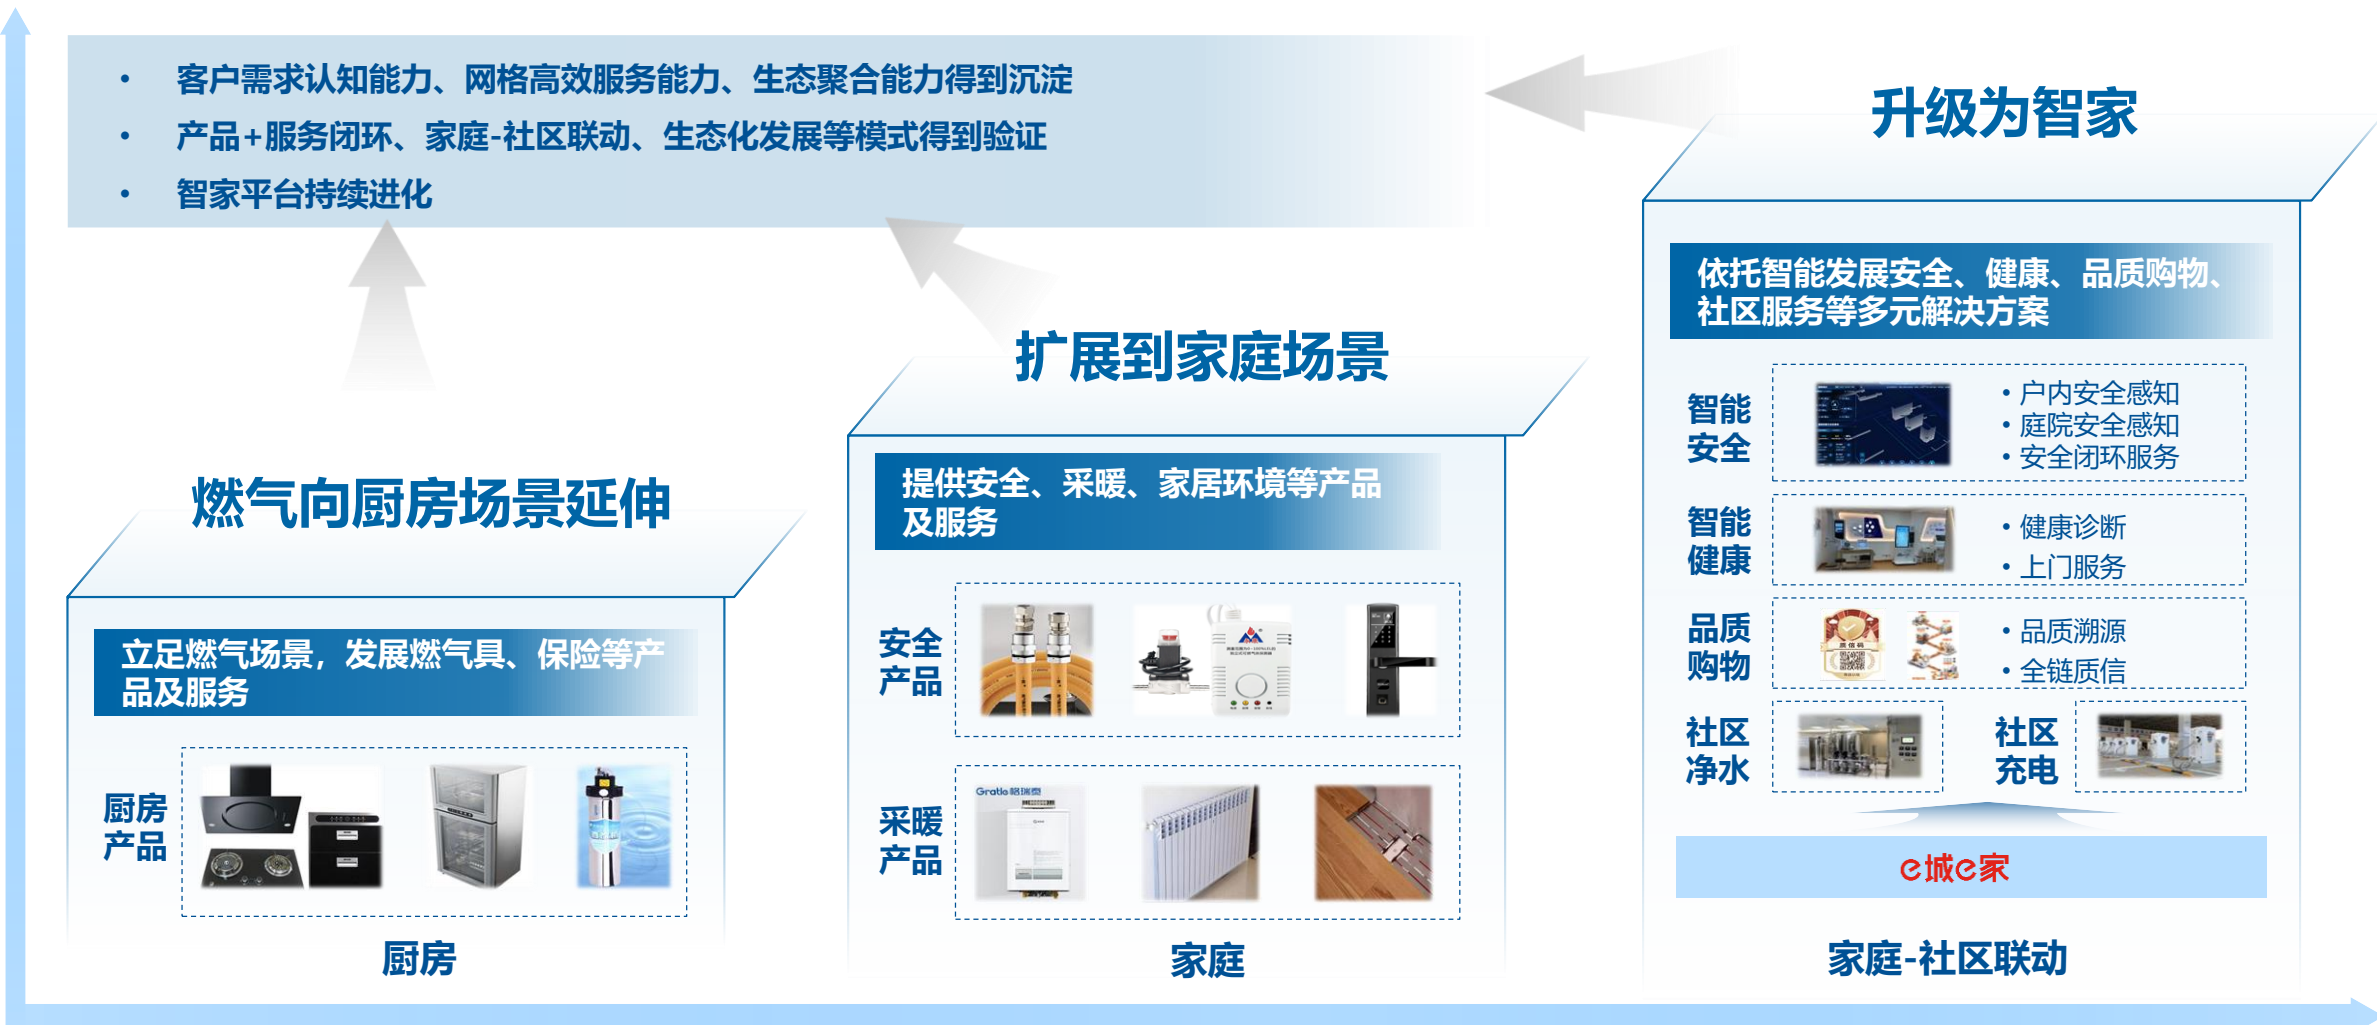 • 客户需求认知能力、网格高效服务能力、生态聚合能力得到沉淀
• 产品+服务闭环、家庭-社区联动、生态化发展等模式得到验证
• 智家平台持续进化
燃气向厨房场景延伸
立足燃气场景，发展燃气具、保险等产
品及服务
厨房
产品
厨房
扩展到家庭场景
提供安全、采暖、家居环境等产品
及服务
安全
产品
采暖
产品
Gratle格瑞泰
家庭
升级为智家
依托智能发展安全、健康、品质购物、
社区服务等多元解决方案
智能
安全
• 户内安全感知
• 庭院安全感知
• 安全闭环服务
智能
健康
• 健康诊断
• 上门服务
品质
购物
质信码
• 品质溯源
• 全链质信
社区
净水
社区
充电
e城e家
家庭-社区联动